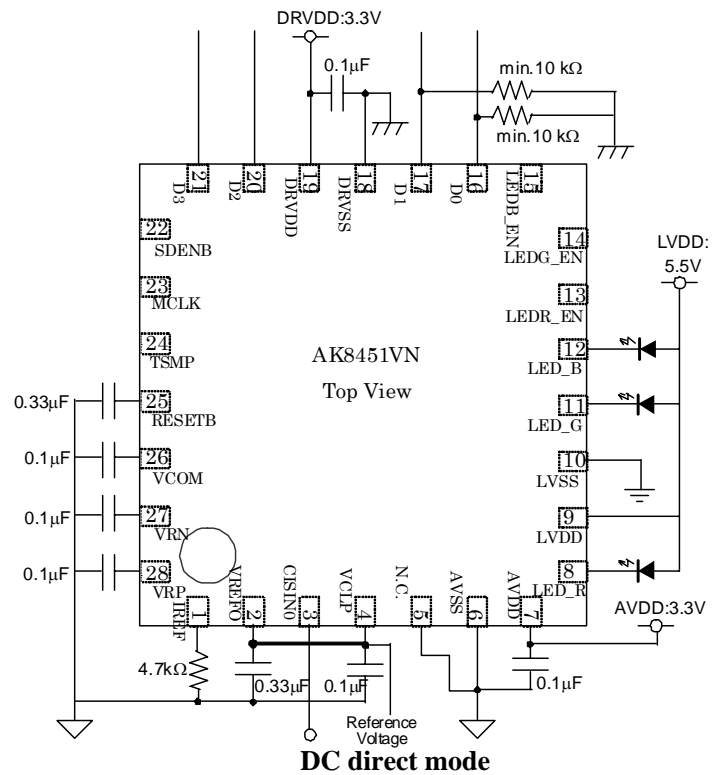 DRVDD:3.3V
0.1µF
min.10 kΩ
min.10 kΩ
21
20
19
18
17
16
15
D3
D2
DRVDD
DRVSS
D1
D0
LEDB_EN
22
SDENB
14
LEDG_EN
LVDD:
5.5V
23
MCLK
13
LEDR_EN
24
TSMP
AK8451VN
Top View
12
LED_B
0.33µF
25
RESETB
11
LED_G
0.1µF
26
VCOM
10
LVSS
0.1µF
27
VRN
9
LVDD
0.1µF
28
VRP
8
LED_R
IREF
VREFO
CISIN0
VCLP
N.C.
AVSS
AVDD
1
2
3
4
5
6
7
AVDD:3.3V
4.7kΩ
0.33µF
0.1µF
0.1µF
Reference
Voltage
DC direct mode